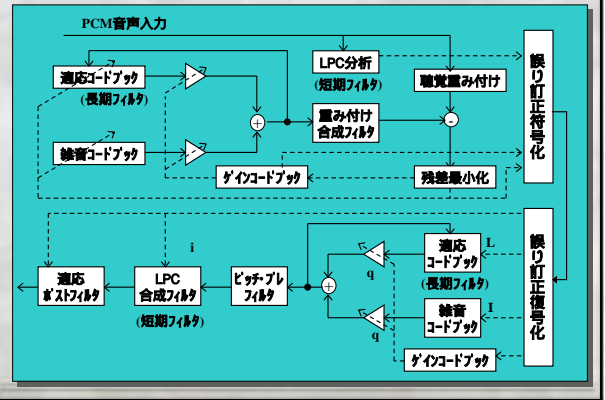 PCM音声入力
LPC分析
(短期フィルタ)
適応コードブック
(長期フィルタ)
聴覚重み付け
重み付け
合成フィルタ
+
-
雑音コードブック
ゲインコードブック
残差最小化
誤り訂正符号化
i
適応
ポストフィルタ
LPC
合成フィルタ
(短期フィルタ)
ピッチ・プレ
フィルタ
+
q
q
適応
コードブック
(長期フィルタ)
L
雑音
コードブック
I
ゲインコードブック
誤り訂正復号化